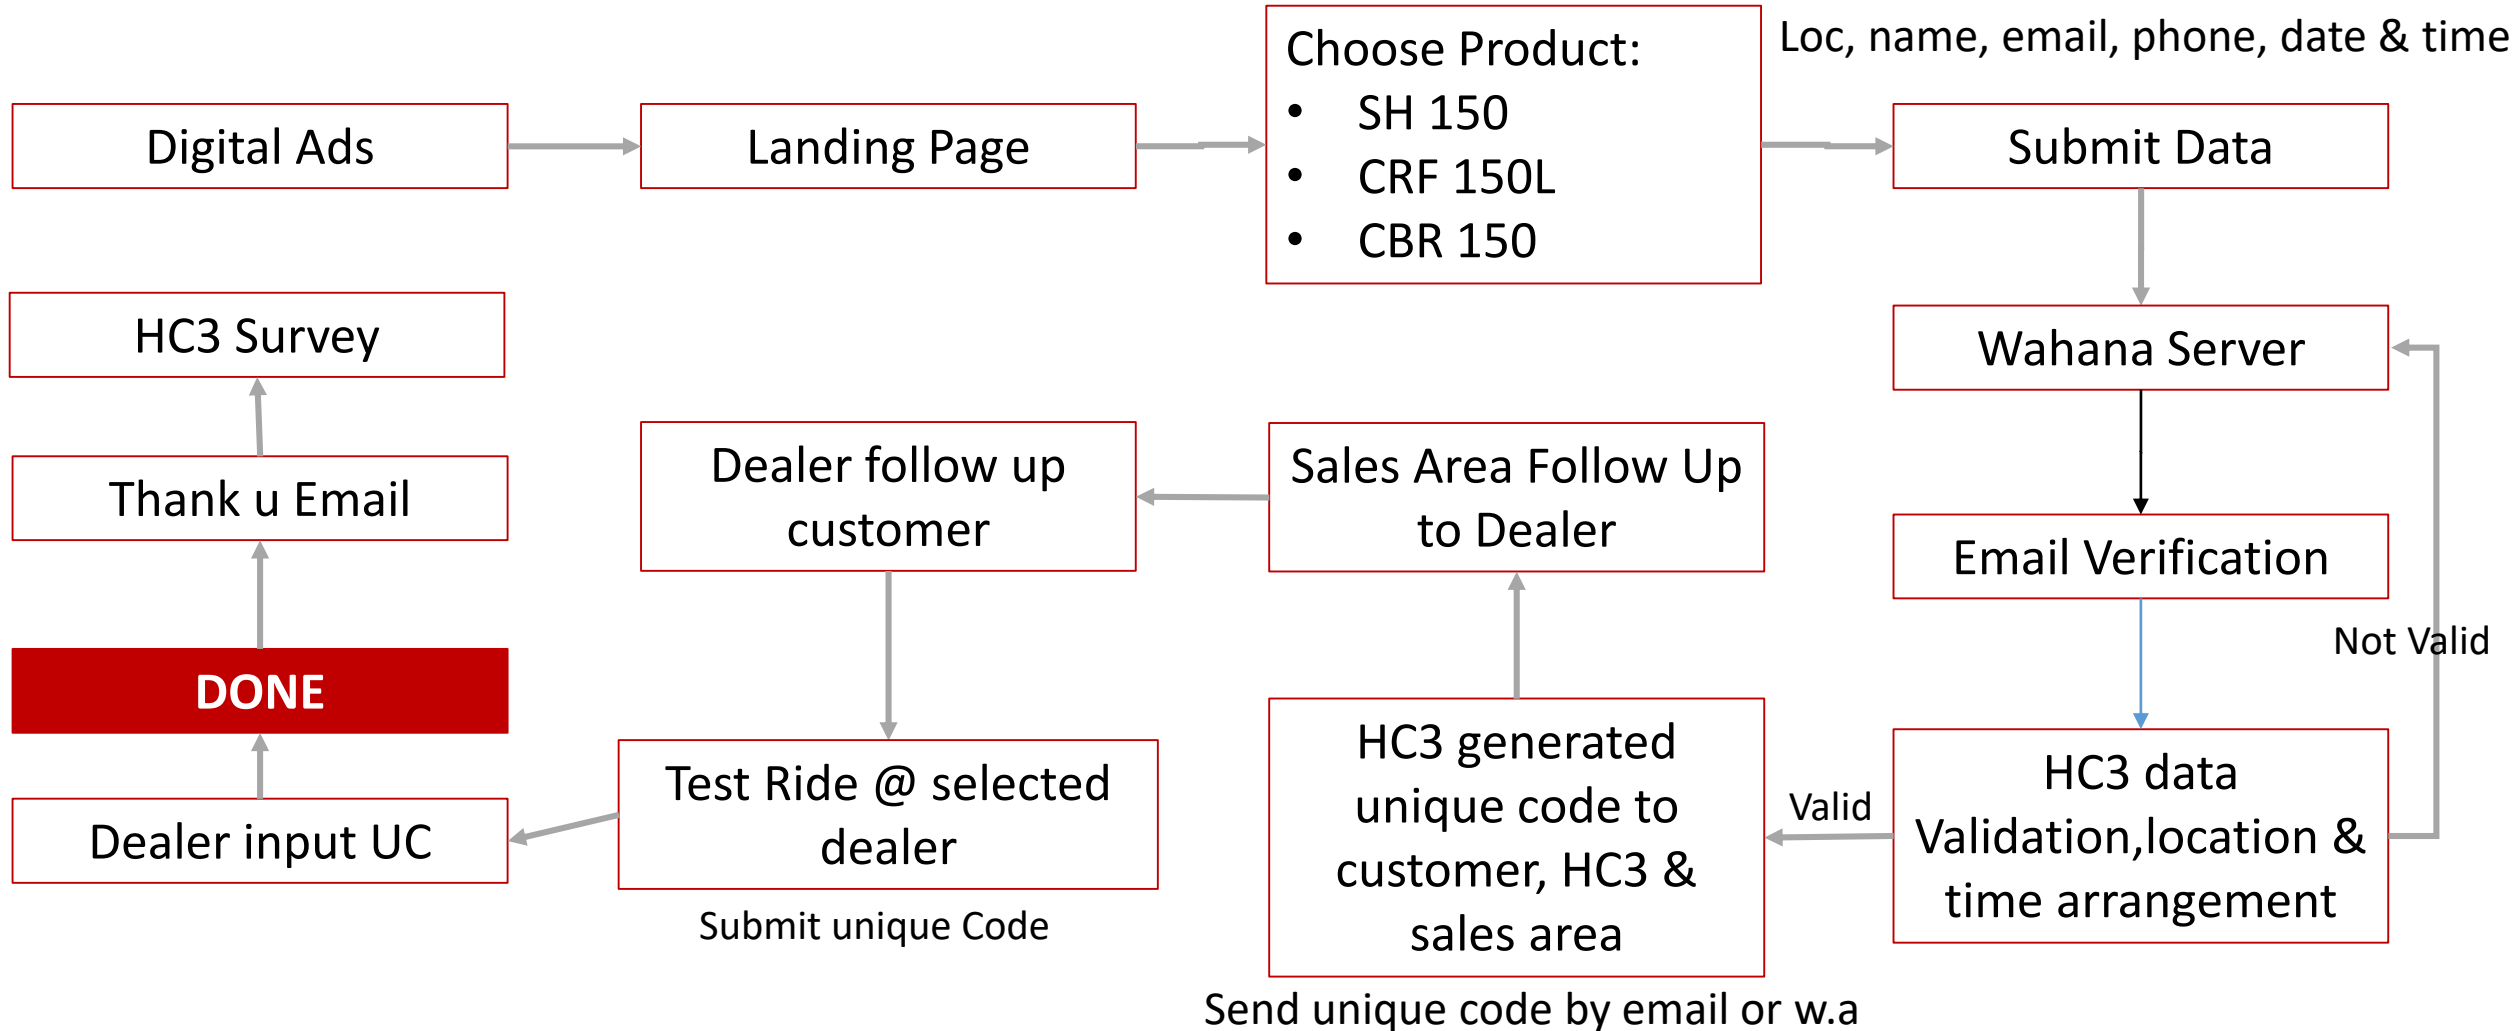 Digital Ads
Landing Page
Choose Product:
• SH 150
• CRF 150L
• CBR 150
Loc, name, email, phone, date & time
Submit Data
Wahana Server
Email Verification
Not Valid
HC3 data
Validation,location &
time arrangement
Valid
HC3 generated
unique code to
customer, HC3 &
sales area
Send unique code by email or w.a
Sales Area Follow Up
to Dealer
Dealer follow up
customer
Test Ride @ selected
dealer
Submit unique Code
Dealer input UC
DONE
Thank u Email
HC3 Survey